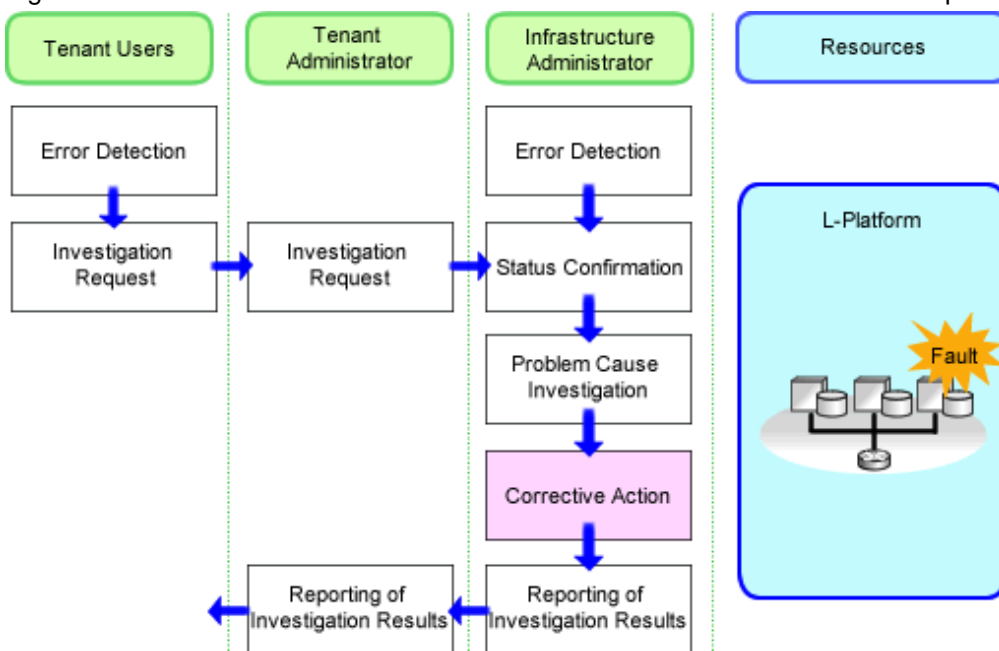 Tenant Users
Tenant
Administrator
Infrastructure
Administrator
Resources
Error Detection
Error Detection
L-Platform
Investigation
Request
Investigation
Request
Status Confirmation
Problem Cause
Investigation
Fault
Corrective Action
Reporting of
Investigation Results
Reporting of
Investigation Results